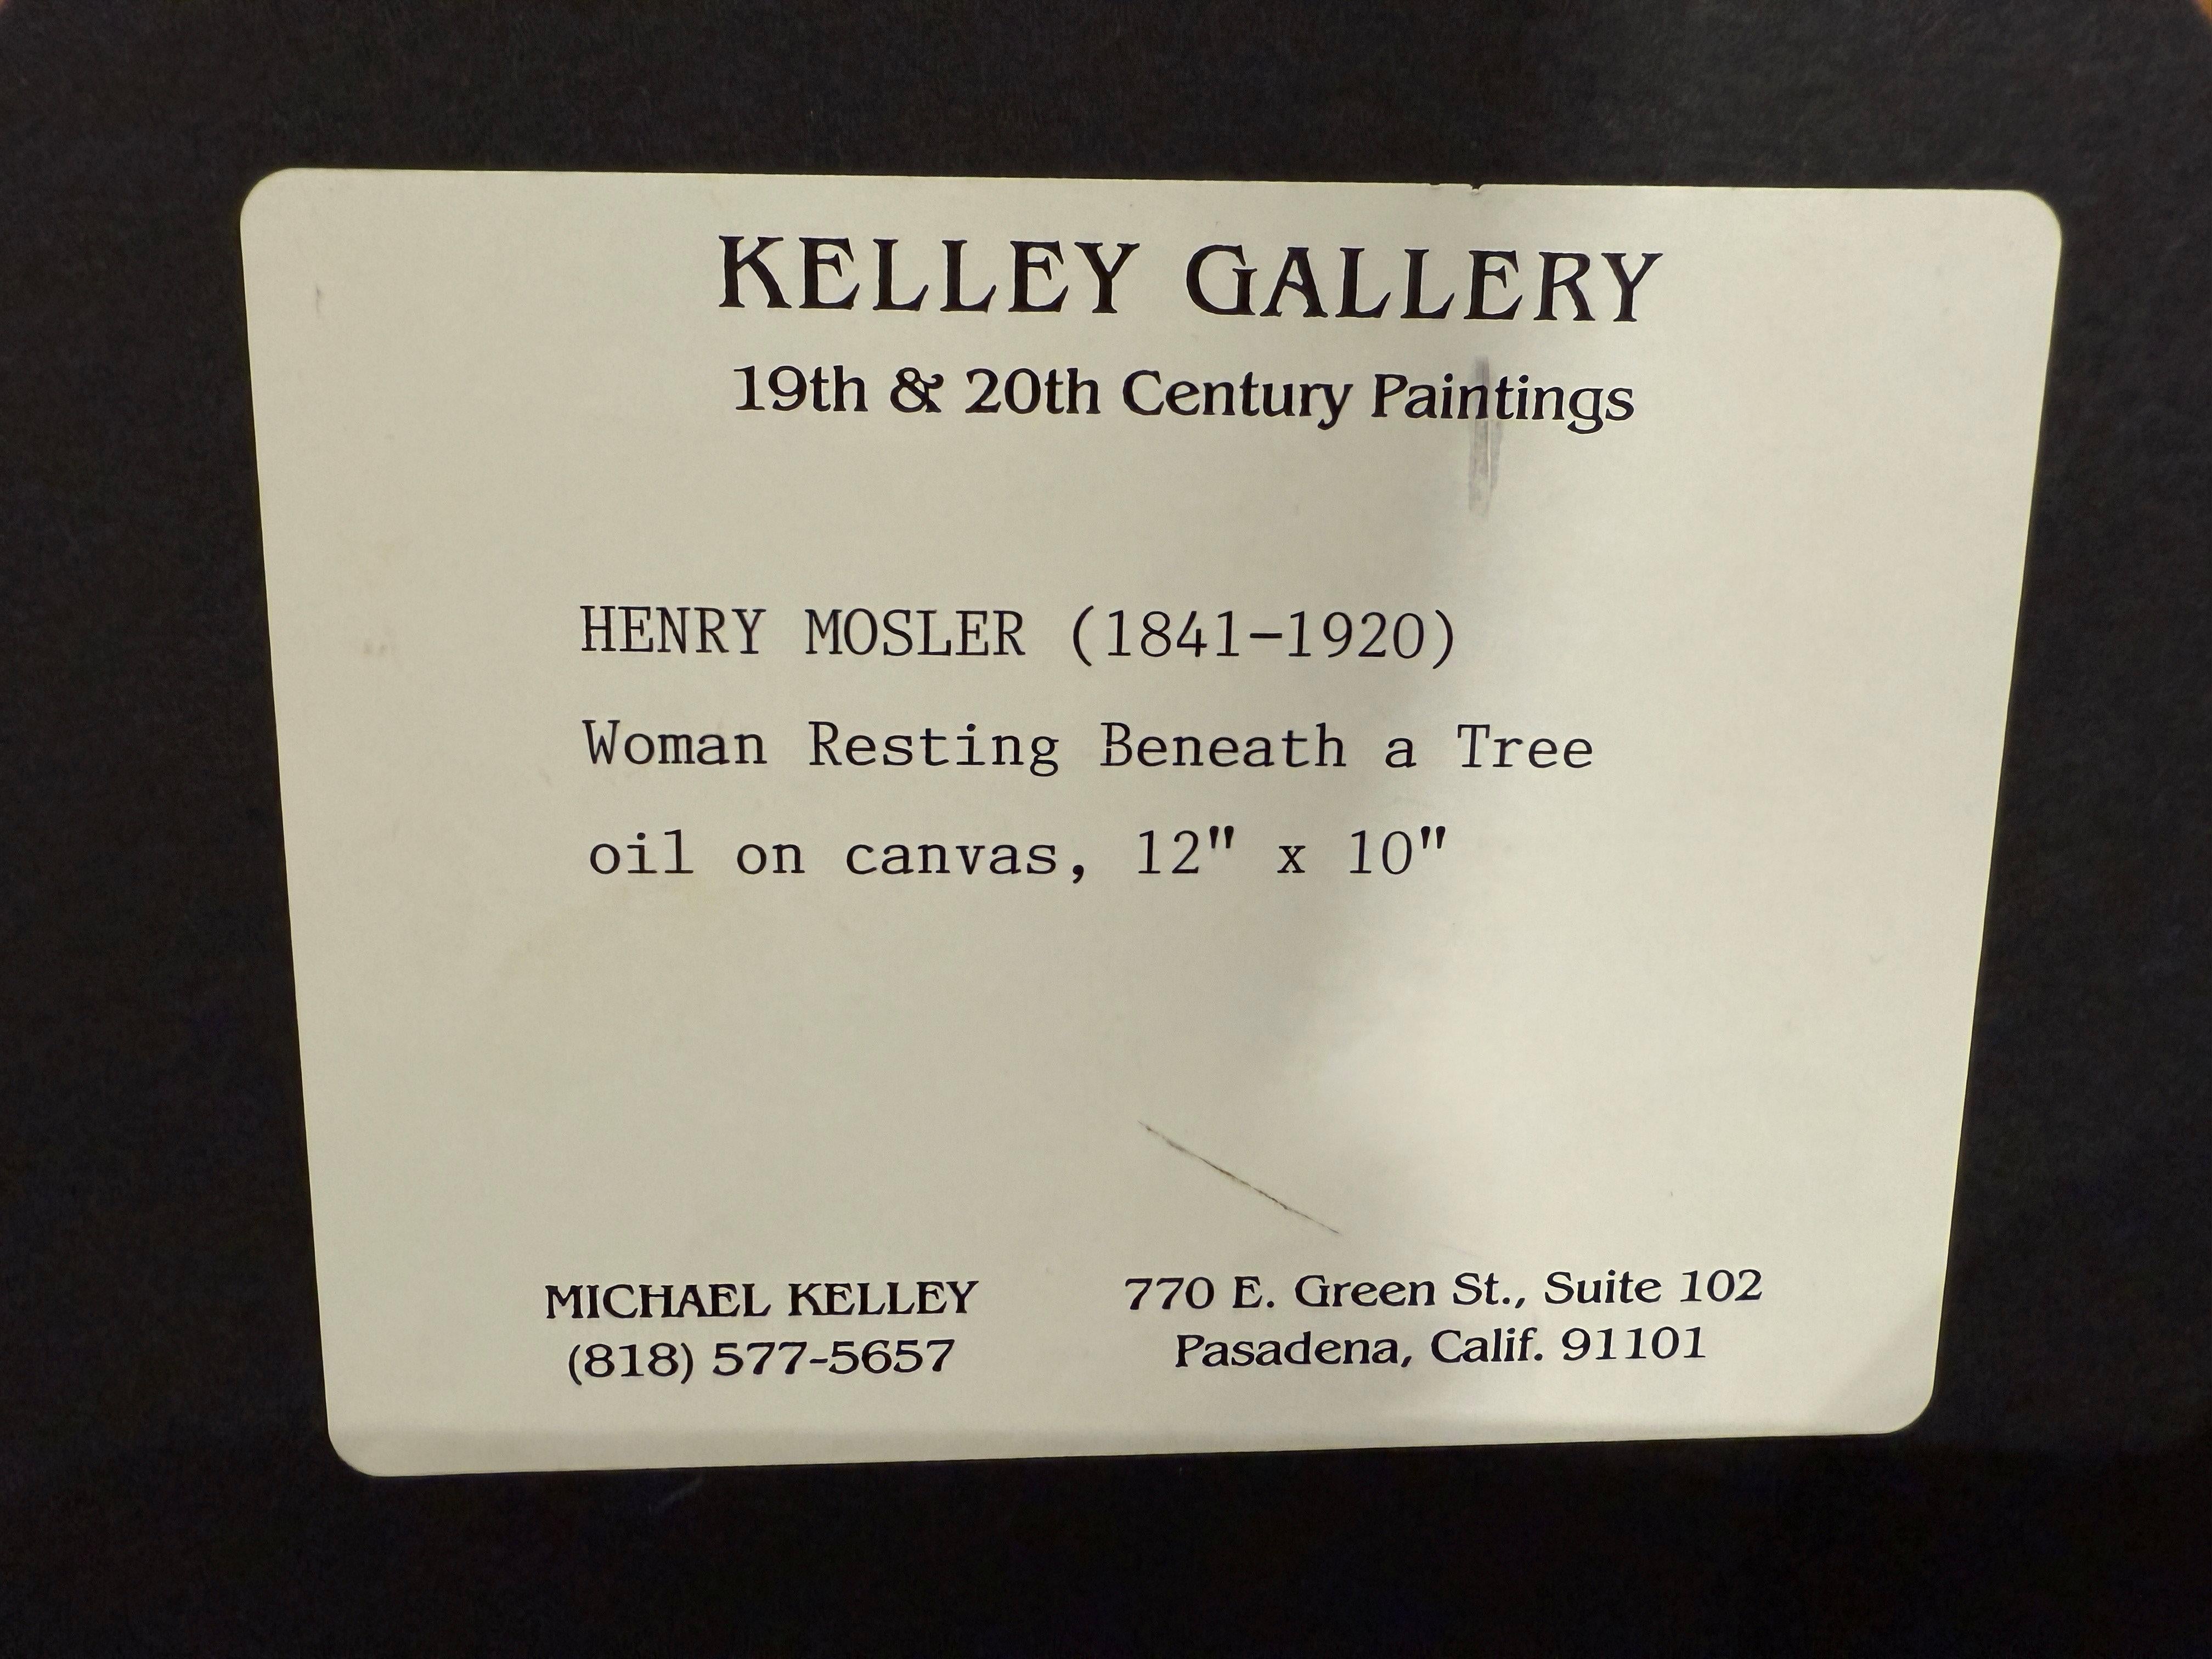 KELLEY GALLERY
19th & 20th Century Paintings
HENRY MOSLER (1841-1920)
Woman Resting Beneath a Tree
oil on canvas, 12" x 10"
MICHAEL KELLEY
(818) 577-5657
770 E. Green St., Suite 102
Pasadena, Calif. 91101